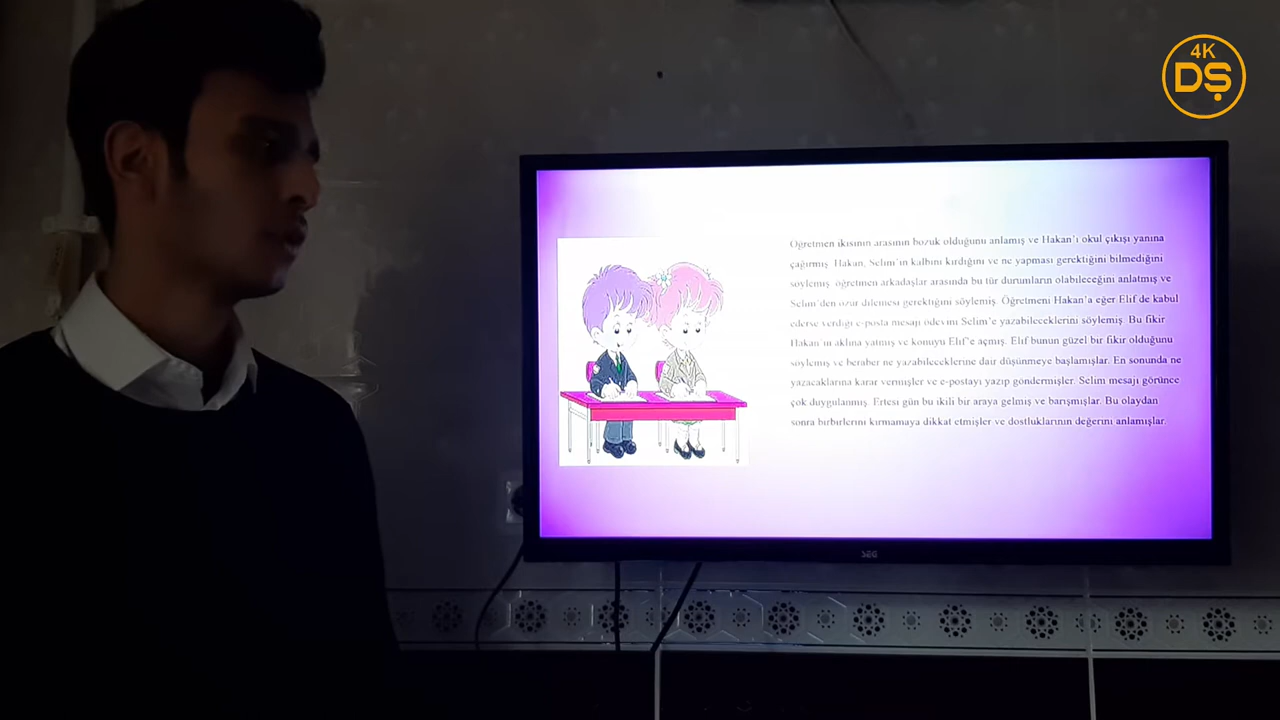 4K
DŞ
Öğretmen ikisinin arasının bozuk olduğunu anlamış ve Hakan'ı okul çıkışı yanına
çağırmış. Hakan, Selim'in kalbini kırdığını ve ne yapması gerektiğini bilmediğini
söylemiş. öğretmen arkadaşlar arasında bu tür durumların olabileceğini anlatmış ve
Selim'den özür dilemesi gerektiğini söylemiş. Öğretmeni Hakan'a eğer Elif de kabul
ederse verdiği e-posta mesajı ödevini Selim'e yazabileceklerini söylemiş. Bu fikir
Hakan'ın aklına yatmış ve konuyu Elif'e açmış. Elif bunun güzel bir fikir olduğunu
söylemiş ve beraber ne yazabileceklerine dair düşünmeye başlamışlar. En sonunda ne
yazacaklarına karar vermişler ve e-postayı yazıp göndermişler. Selim mesajı görünce
çok duygulanmış. Ertesi gün bu ikili bir araya gelmiş ve barışmışlar. Bu olaydan
sonra birbirlerini kırmamaya dikkat etmişler ve dostluklarının değerini anlamışlar.
SEG